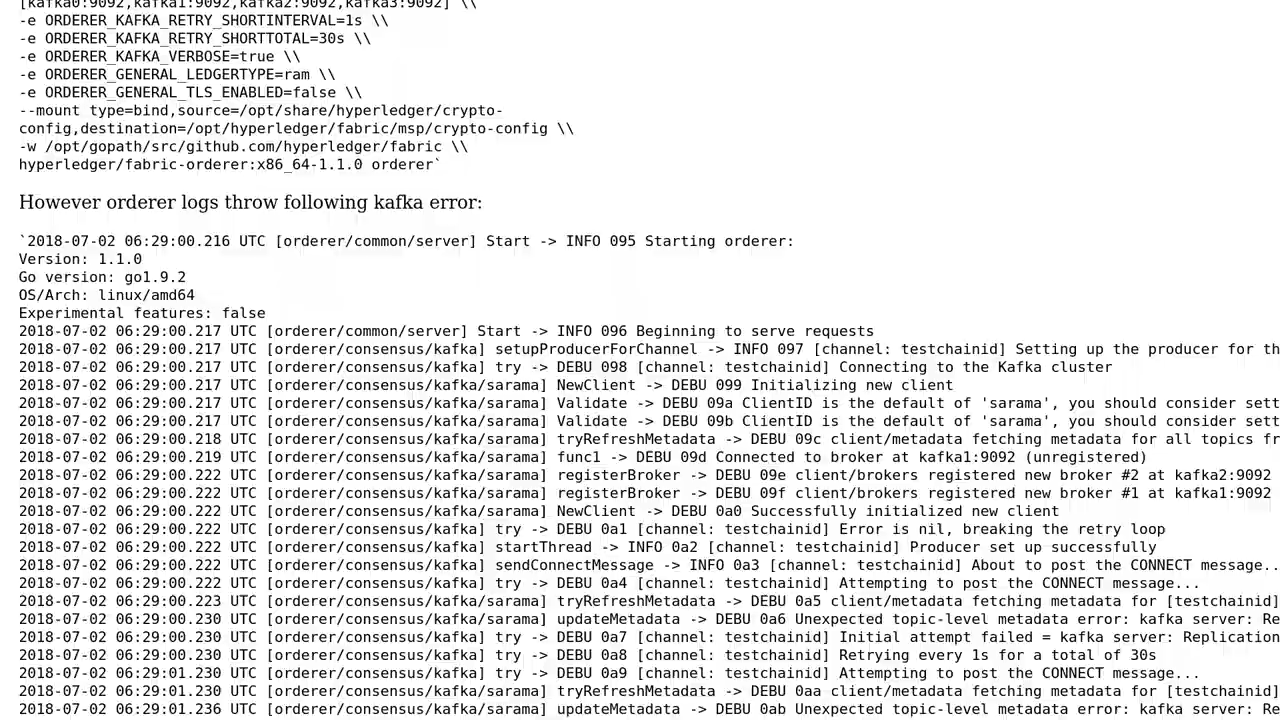 [kafka0:9092,kafka1:9092,kafka2:9092,kafka3:9092] \\
-e ORDERER_KAFKA_RETRY_SHORTINTERVAL=1s \\
-e ORDERER_KAFKA_RETRY_SHORTTOTAL=30s \\
-e ORDERER_KAFKA_VERBOSE=true \\
-e ORDERER_GENERAL_LEDGERTYPE=ram \\
-e ORDERER_GENERAL_TLS_ENABLED=false \\
--mount type=bind,source=/opt/share/hyperledger/crypto-
config,destination=/opt/hyperledger/fabric/msp/crypto-config \\
-w /opt/gopath/src/github.com/hyperledger/fabric \\
hyperledger/fabric-orderer:x86_64-1.1.0 orderer`
However orderer logs throw following kafka error:
`2018-07-02 06:29:00.216 UTC [orderer/common/server] Start -> INFO 095 Starting orderer:
Version: 1.1.0
Go version: go1.9.2
OS/Arch: linux/amd64
Experimental features: false
2018-07-02 06:29:00.217 UTC [orderer/common/server] Start -> INFO 096 Beginning to serve requests
2018-07-02 06:29:00.217 UTC [orderer/consensus/kafka] setupProducerForChannel -> INFO 097 [channel: testchainid] Setting up the producer for th
2018-07-02 06:29:00.217 UTC [orderer/consensus/kafka] try -> DEBU 098 [channel: testchainid] Connecting to the Kafka cluster
2018-07-02 06:29:00.217 UTC [orderer/consensus/kafka/sarama] NewClient -> DEBU 099 Initializing new client
2018-07-02 06:29:00.217 UTC [orderer/consensus/kafka/sarama] Validate -> DEBU 09a ClientID is the default of 'sarama', you should consider sett
2018-07-02 06:29:00.217 UTC [orderer/consensus/kafka/sarama] Validate -> DEBU 09b ClientID is the default of 'sarama', you should consider sett
2018-07-02 06:29:00.218 UTC [orderer/consensus/kafka/sarama] tryRefreshMetadata -> DEBU 09c client/metadata fetching metadata for all topics fr
2018-07-02 06:29:00.219 UTC [orderer/consensus/kafka/sarama] func1 -> DEBU 09d Connected to broker at kafka1:9092 (unregistered)
2018-07-02 06:29:00.222 UTC [orderer/consensus/kafka/sarama] registerBroker -> DEBU 09e client/brokers registered new broker #2 at kafka2:9092
2018-07-02 06:29:00.222 UTC [orderer/consensus/kafka/sarama] registerBroker -> DEBU 09f client/brokers registered new broker #1 at kafka1:9092
2018-07-02 06:29:00.222 UTC [orderer/consensus/kafka/sarama] NewClient -> DEBU 0a0 Successfully initialized new client
2018-07-02 06:29:00.222 UTC [orderer/consensus/kafka] try -> DEBU 0a1 [channel: testchainid] Error is nil, breaking the retry loop
2018-07-02 06:29:00.222 UTC [orderer/consensus/kafka] startThread -> INFO 0a2 [channel: testchainid] Producer set up successfully
2018-07-02 06:29:00.222 UTC [orderer/consensus/kafka] sendConnectMessage -> INFO 0a3 [channel: testchainid] About to post the CONNECT message..
2018-07-02 06:29:00.222 UTC [orderer/consensus/kafka] try -> DEBU 0a4 [channel: testchainid] Attempting to post the CONNECT message...
2018-07-02 06:29:00.223 UTC [orderer/consensus/kafka/sarama] tryRefreshMetadata -> DEBU 0a5 client/metadata fetching metadata for [testchainid]
2018-07-02 06:29:00.230 UTC [orderer/consensus/kafka/sarama] updateMetadata -> DEBU 0a6 Unexpected topic-level metadata error: kafka server: Re
2018-07-02 06:29:00.230 UTC [orderer/consensus/kafka] try -> DEBU 0a7 [channel: testchainid] Initial attempt failed = kafka server: Replication
2018-07-02 06:29:00.230 UTC [orderer/consensus/kafka] try -> DEBU 0a8 [channel: testchainid] Retrying every 1s for a total of 30s
2018-07-02 06:29:01.230 UTC [orderer/consensus/kafka] try -> DEBU 0a9 [channel: testchainid] Attempting to post the CONNECT message...
2018-07-02 06:29:01.230 UTC [orderer/consensus/kafka/sarama] tryRefreshMetadata -> DEBU 0aa client/metadata fetching metadata for [testchainid]
2018-07-02 06:29:01.236 UTC [orderer/consensus/kafka/sarama] updateMetadata -> DEBU 0ab Unexpected topic-level metadata error: kafka server: Re